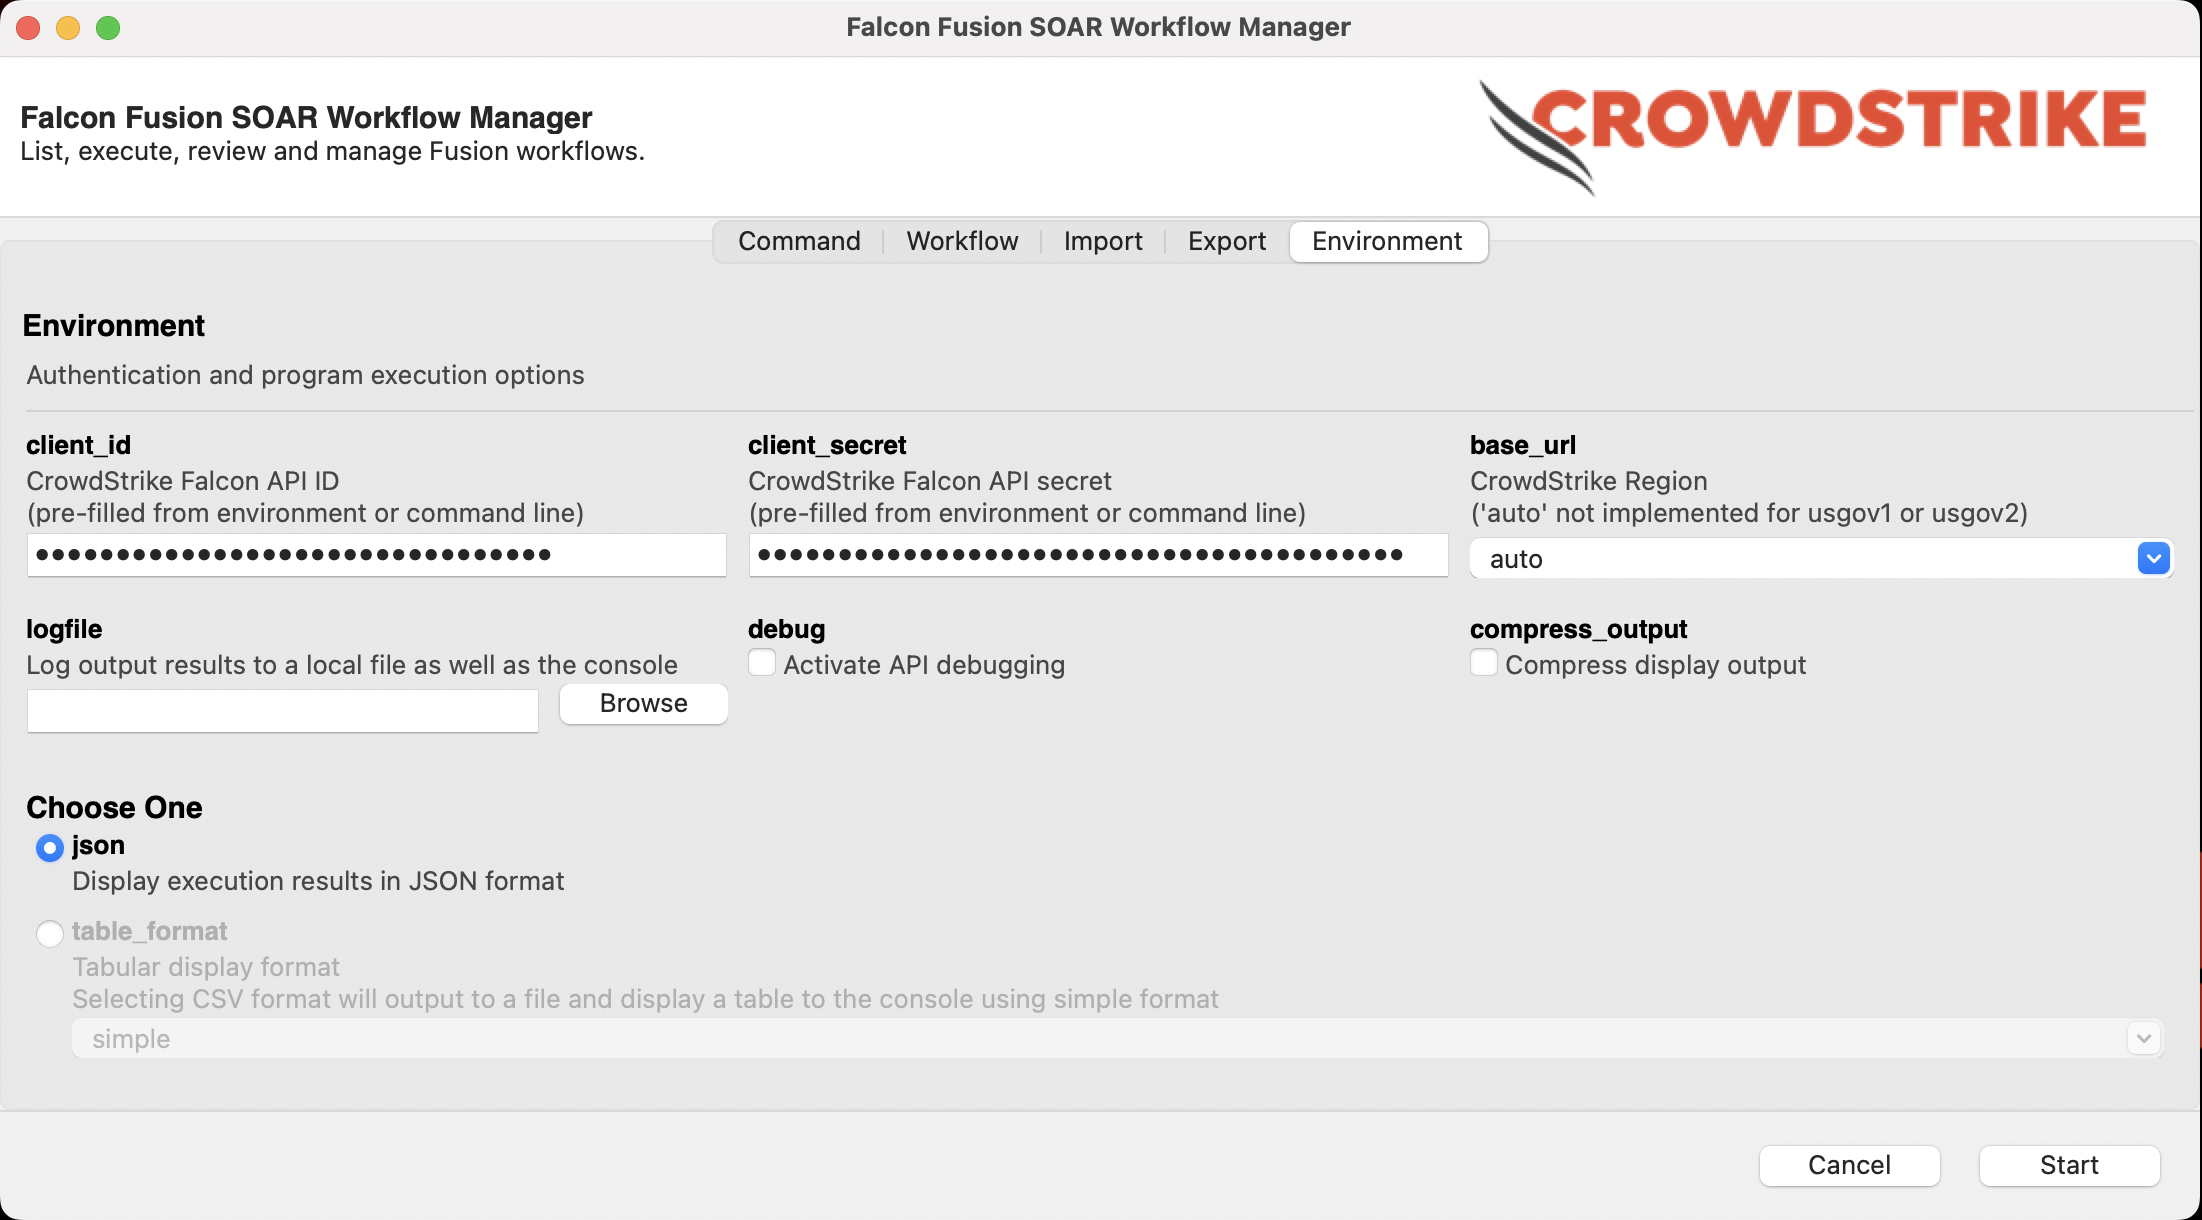 Falcon Fusion SOAR Workflow Manager
Falcon Fusion SOAR Workflow Manager
List, execute, review and manage Fusion workflows.
CROWDSTRIKE
Command
Workflow
Import
Export
Environment
Environment
Authentication and program execution options
client_id
CrowdStrike Falcon API ID
(pre-filled from environment or command line)
••••••••••••••••••••••••••••••••
client_secret
CrowdStrike Falcon API secret
(pre-filled from environment or command line)
••••••••••••••••••••••••••••••••••••••••
base_url
CrowdStrike Region
('auto' not implemented for usgov1 or usgov2)
auto
logfile
Log output results to a local file as well as the console
Browse
debug
Activate API debugging
compress_output
Compress display output
Choose One
json
Display execution results in JSON format
table_format
Tabular display format
Selecting CSV format will output to a file and display a table to the console using simple format
simple
Cancel
Start